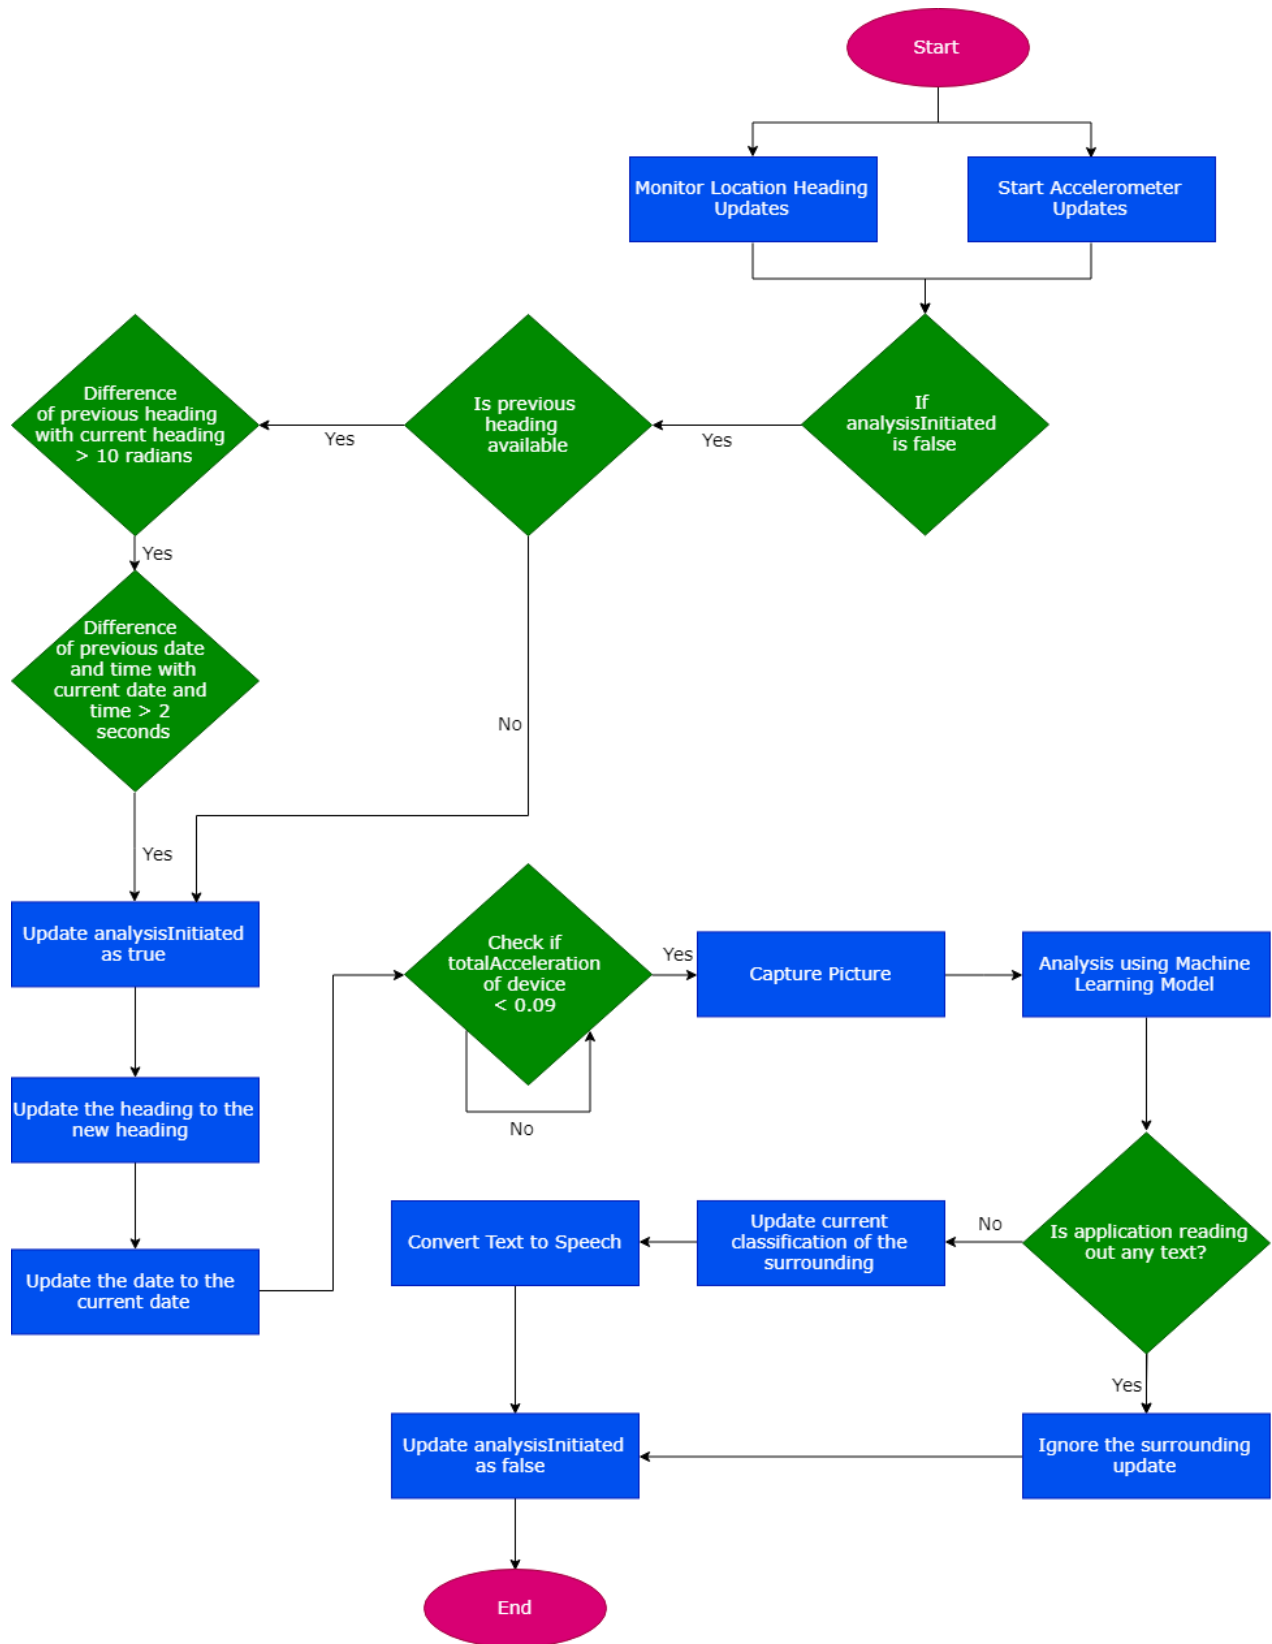 Start
Monitor Location Heading
Updates
Start Accelerometer
Updates
If
analysisInitiated
is false
Yes
Is previous
heading
available
Yes
Difference
of previous heading
with current heading
> 10 radians
Yes
Difference
of previous date
and time with
current date and
time > 2
seconds
No
Yes
Update analysisInitiated
as true
Update the heading to the
new heading
Update the date to the
current date
Check if
totalAcceleration
of device
< 0.09
No
Yes
Capture Picture
Analysis using Machine
Learning Model
Is application reading
out any text?
No
Update current
classification of the
surrounding
Convert Text to Speech
Yes
Ignore the surrounding
update
Update analysisInitiated
as false
End